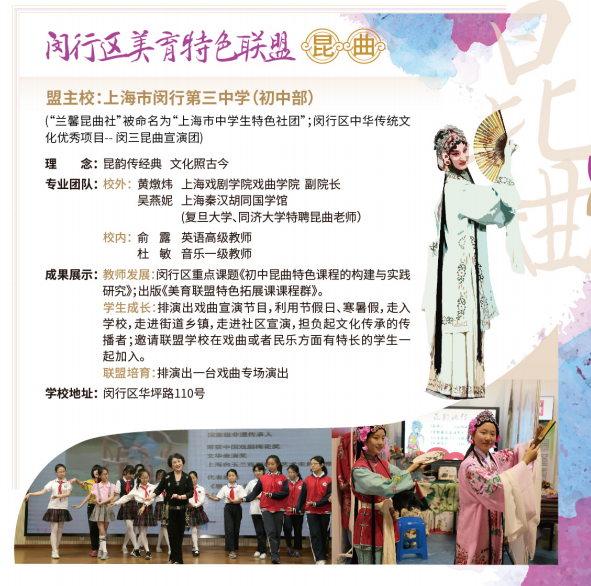 闵行区美育特色联盟 昆曲
盟主校：上海市闵行第三中学（初中部）
(“兰馨昆曲社”被命名为“上海市中学生特色社团”；闵行区中华传统文
化优秀项目-- 闵三昆曲宣演团)
理 念：昆韵传经典 文化照古今
专业团队：校外：黄燉炜 上海戏剧学院戏曲学院 副院长
吴燕妮 上海秦汉胡同国学馆
(复旦大学、同济大学特聘昆曲老师）
校内：俞 露 英语高级教师
杜 敏 音乐一级教师
成果展示：教师发展：闵行区重点课题《初中昆曲特色课程的构建与实践
研究》；出版《美育联盟特色拓展课课程群》。
学生成长：排演出戏曲宣演节目，利用节假日、寒暑假，走入
学校，走进街道乡镇，走进社区宣演，担负起文化传承的传
播者；邀请联盟学校在戏曲或者民乐方面有特长的学生一
起加入。
联盟培育：排演出一台戏曲专场演出
学校地址：闵行区华坪路110号
昆曲